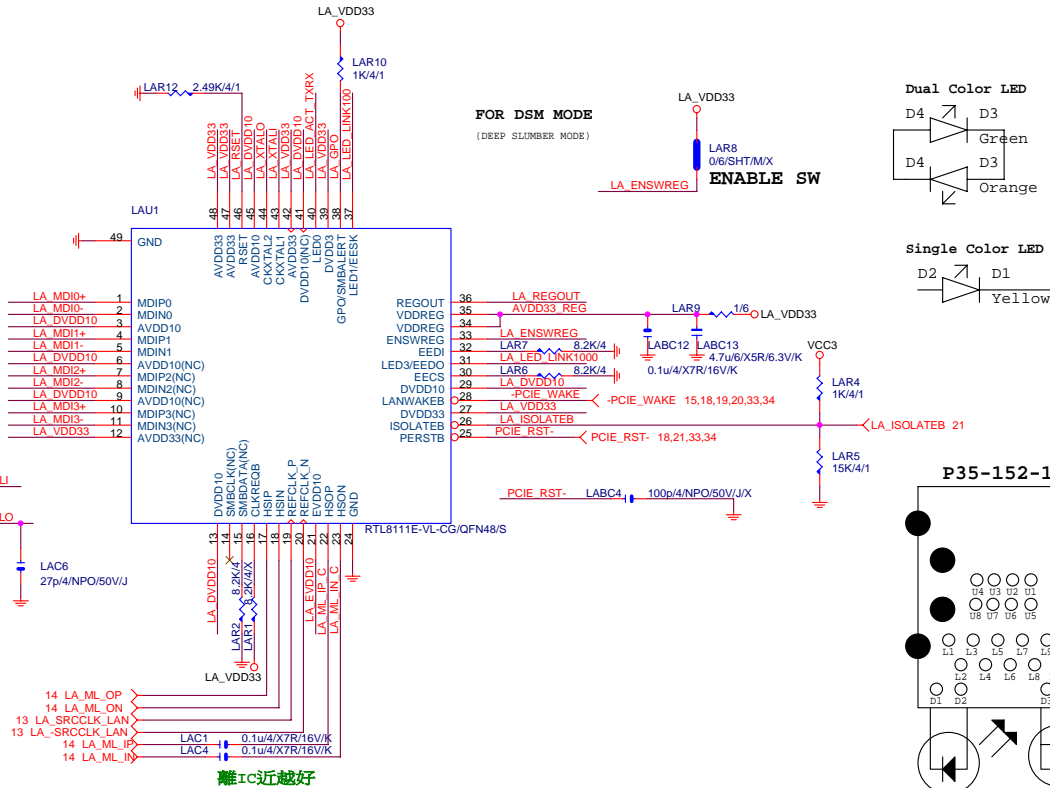 LA_VDD33
LAR10
1K/4/1
LAR12 2.49K/4/1
LA_VDD33
LA_VDD33
LA_RSET
LA_DVDD10
LA_XTALO
LA_XTALI
LA_VDD33
LA_DVDD10
LA_LED_ACT_TXRX
LA_VDD33
LA_GPO
LA_LED_LINK100
FOR DSM MODE
(DEEP SLUMBER MODE)
LA_VDD33
LAR8
0/6/SHT/M/X
ENABLE SW
LA_ENSWREG
Dual Color LED
D4 D3
Green
D4 D3
Orange
Single Color LED
D2 D1
Yellow
LAU1
48 47 46 45 44 43 42 41 40 39 38 37
AVDD33
AVDD33
RSET
AVDD10
CKXTAL2
CKXTAL1
AVDD33
DVDD10(NC)
LED0
DVDD3
GPO/SMBALERT
LED1/EESK
49 GND
LA_MDI0+ 1 MDIP0
LA_MDI0- 2 MDIN0
LA_DVDD10 3 AVDD10
LA_MDI1+ 4 MDIP1
LA_MDI1- 5 MDIN1
LA_DVDD10 6 AVDD10(NC)
LA_MDI2+ 7 MDIP2(NC)
LA_MDI2- 8 MDIN2(NC)
LA_DVDD10 9 AVDD10(NC)
LA_MDI3+ 10 MDIP3(NC)
LA_MDI3- 11 MDIN3(NC)
LA_VDD33 12 AVDD33(NC)
REGOUT 36 LA_REGOUT
VDDREG 35 AVDD33_REG
VDDREG 34
ENSWREG 33 LA_ENSWREG
EEDI 32 LAR7 8.2K/4
LED3/EEDO 31 LA_LED_LINK1000
EECS 30 LAR6 8.2K/4
DVDD10 29 LA_DVDD10
LANWAKEB 28 -PCIE_WAKE -PCIE_WAKE 15,18,19,20,33,34
DVDD33 27 LA_VDD33
ISOLATEB 26 LA_ISOLATEB
PERSTB 25 PCIE_RST- PCIE_RST- 18,21,33,34
LAR9 1/6 LA_VDD33
LABC12 LABC13
4.7u/6/X5R/6.3V/K
0.1u/4/X7R/16V/K
VCC3
LAR4
1K/4/1
LA_ISOLATEB 21
LAR5
15K/4/1
PCIE_RST- LABC4 100p/4/NPO/50V/J/X
RTL8111E-VL-CG/QFN48/S
DVDD10
SMBCLK(NC)
SMBDATA(NC)
CLKREQB
HSIP
HSIN
REFCLK_P
REFCLK_N
EVDD10
HSOP
HSON
GND
13 14 15 16 17 18 19 20 21 22 23 24
LI
LO
LAC6
27p/4/NPO/50V/J
LA_DVDD10
LAR2 8.2K/4
LAR1 8.2K/4/X
LA_EVDD10
LA_ML_IP_C
LA_ML_IN_C
LA_VDD33
14 LA_ML_OP
14 LA_ML_ON
13 LA_SRCCLK_LAN
13 LA_-SRCCLK_LAN
14 LA_ML_IP LAC1 0.1u/4/X7R/16V/K
14 LA_ML_IN LAC4 0.1u/4/X7R/16V/K
離IC近越好
P35-152-1
U4 U3 U2 U1
U8 U7 U6 U5
L1 L3 L5 L7 L9
L2 L4 L6 L8
D1 D2 D3